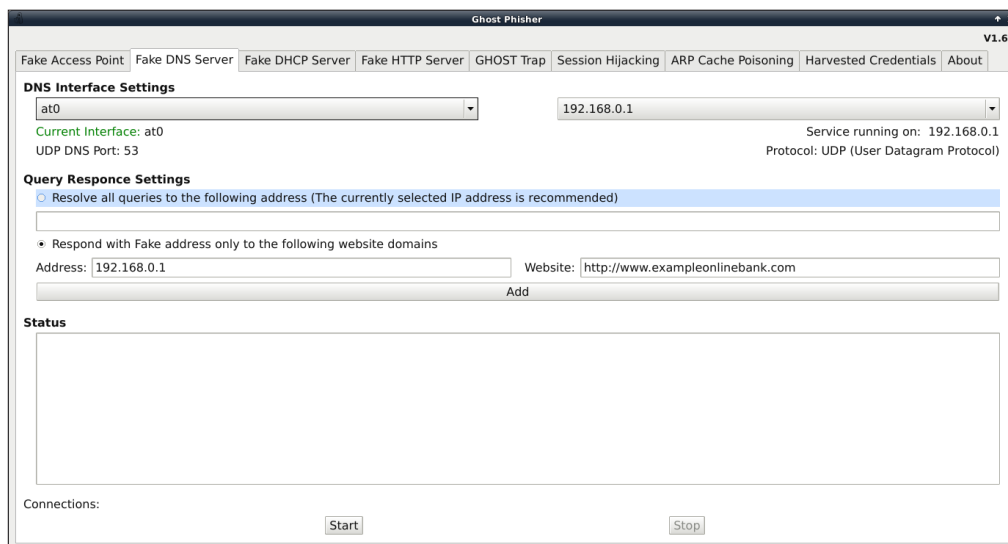 Ghost Phisher
V1.6
Fake Access Point Fake DNS Server Fake DHCP Server Fake HTTP Server GHOST Trap Session Hijacking ARP Cache Poisoning Harvested Credentials About
DNS Interface Settings
at0 192.168.0.1
Current Interface: at0 Service running on: 192.168.0.1
UDP DNS Port: 53 Protocol: UDP (User Datagram Protocol)
Query Responce Settings
Resolve all queries to the following address (The currently selected IP address is recommended)
Respond with Fake address only to the following website domains
Address: 192.168.0.1 Website: http://www.exampleonlinebank.com
Add
Status
Connections:
Start Stop